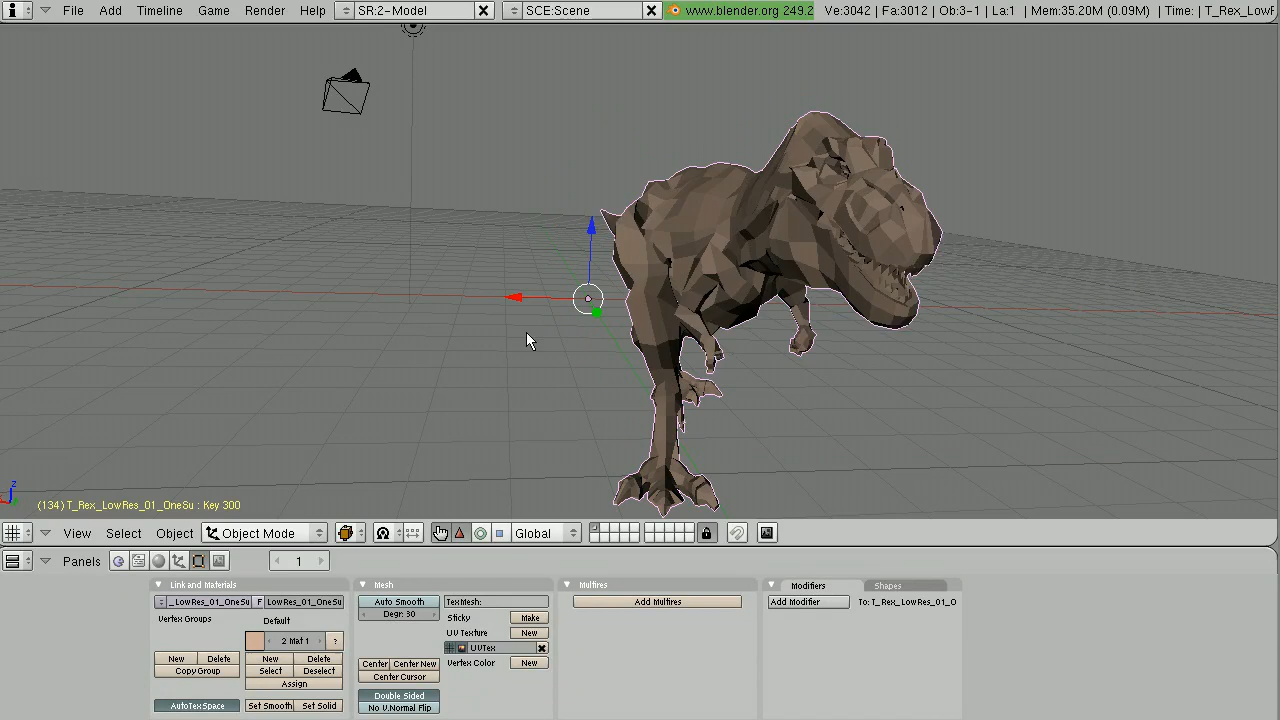 File Add Timeline Game Render Help SR:2-Model SCE:Scene www.blender.org 249.2 Ve:3042 | Fa:3012 | Ob:3-1 | La:1 | Mem:35.20M (0.09M) | Time: | T_Rex_LowR
z
(134) T_Rex_LowRes_01_OneSu : Key 300
View Select Object Object Mode Global
Panels 1
Link and Materials Mesh Multires Modifiers Shapes
_LowRes_01_OneSu F LowRes_01_OneSu Auto Smooth TexMesh: Add Multires Add Modifier To: T_Rex_LowRes_01_O
Vertex Groups Default Degr: 30 Sticky Make
2 Mat 1 ? UV Texture New
UVTex
New Delete New Delete Center Center New Vertex Color New
Copy Group Select Deselect Center Cursor
Assign
AutoTexSpace Set Smooth Set Solid Double Sided
No V.Normal Flip